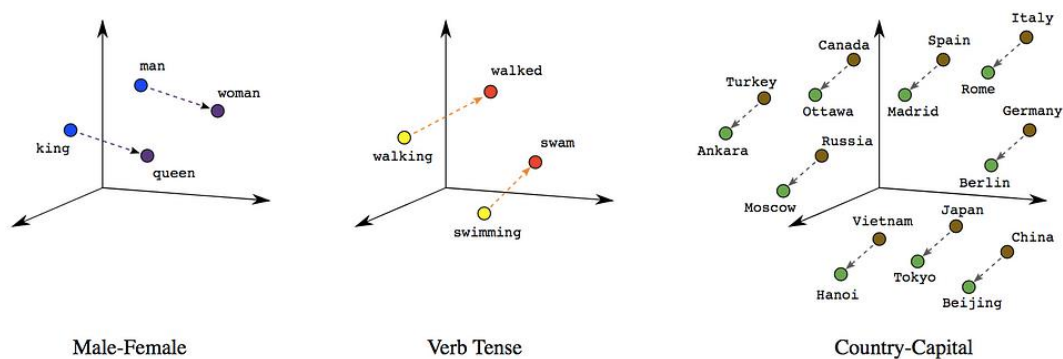 man
woman
king
queen
Male-Female
walked
walking
swam
swimming
Verb Tense
Italy
Canada
Spain
Rome
Turkey
Ottawa
Madrid
Germany
Ankara
Russia
Berlin
Moscow
Vietnam
Japan
China
Hanoi
Tokyo
Beijing
Country-Capital